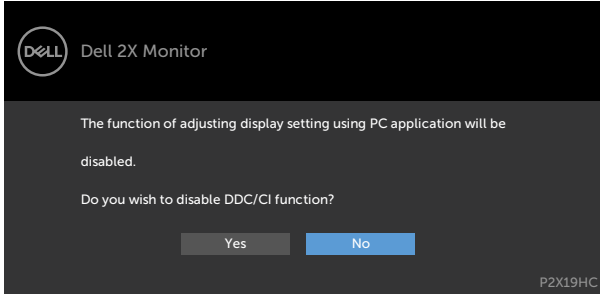 DELL
Dell 2X Monitor
The function of adjusting display setting using PC application will be
disabled.
Do you wish to disable DDC/CI function?
Yes
No
P2X19HC